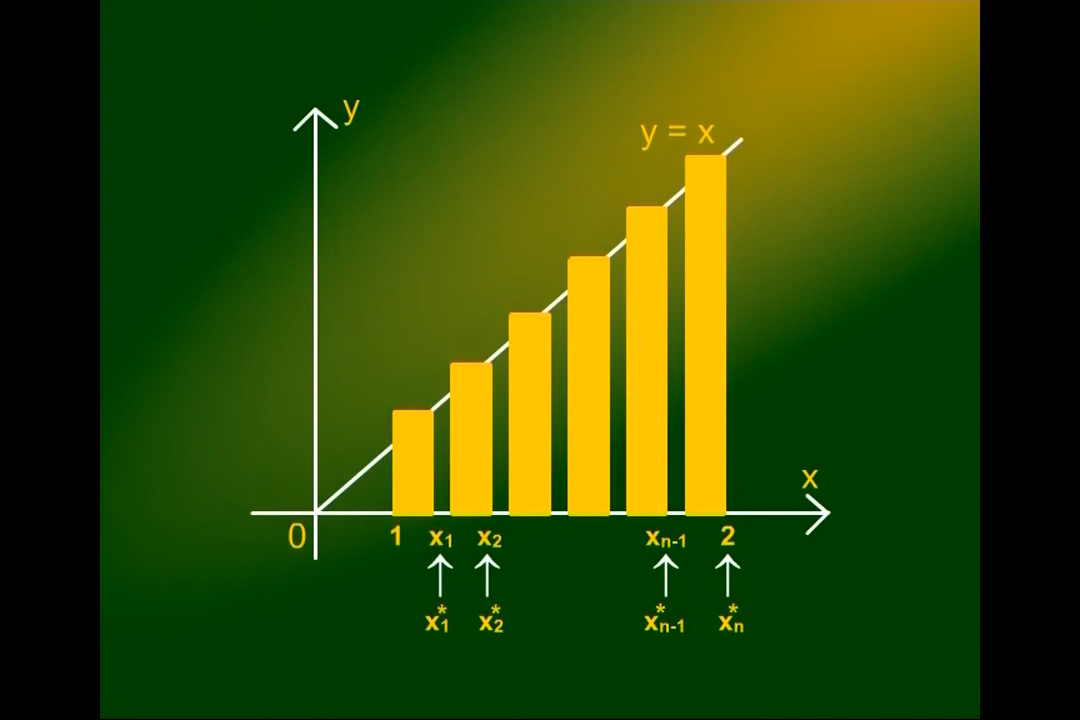 y
y = x
x
0 1 x₁ x₂ xₙ₋₁ 2
x₁* x₂* xₙ₋₁* xₙ*